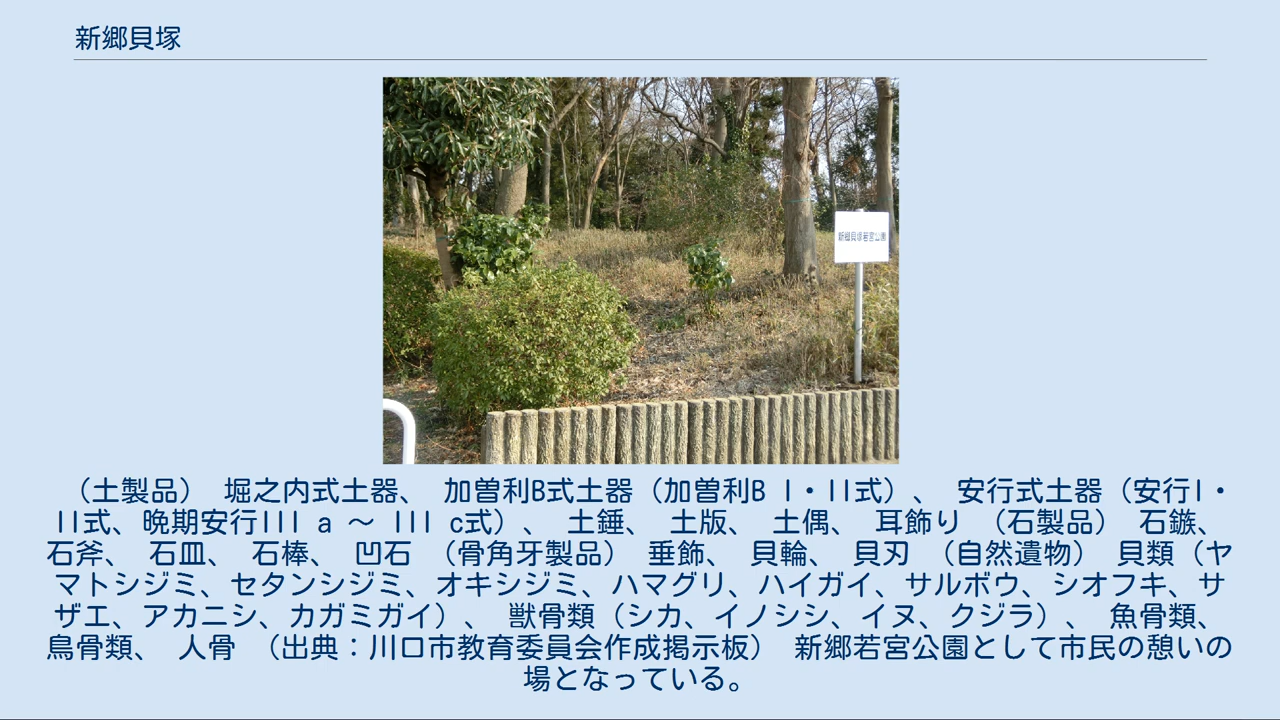 新郷貝塚
新郷貝塚若宮公園
（土製品） 堀之内式土器、 加曽利B式土器（加曽利B I・II式）、 安行式土器（安行I・
II式、晩期安行III a ～ III c式）、 土錘、 土版、 土偶、 耳飾り （石製品） 石鏃、
石斧、 石皿、 石棒、 凹石 （骨角牙製品） 垂飾、 貝輪、 貝刃 （自然遺物） 貝類（ヤ
マトシジミ、セタンシジミ、オキシジミ、ハマグリ、ハイガイ、サルボウ、シオフキ、サ
ザエ、アカニシ、カガミガイ）、 獣骨類（シカ、イノシシ、イヌ、クジラ）、 魚骨類、
鳥骨類、 人骨 （出典：川口市教育委員会作成掲示板） 新郷若宮公園として市民の憩いの
場となっている。